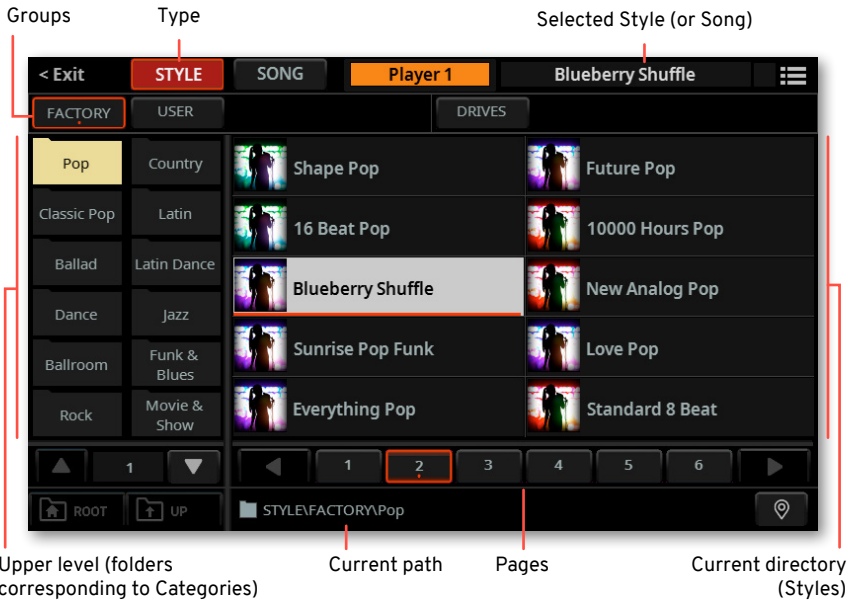 Groups
Type
Selected Style (or Song)
< Exit
STYLE
SONG
Player 1
Blueberry Shuffle
FACTORY
USER
DRIVES
Pop
Country
Classic Pop
Latin
Ballad
Latin Dance
Dance
Jazz
Ballroom
Funk &
Blues
Rock
Movie &
Show
Shape Pop
Future Pop
16 Beat Pop
10000 Hours Pop
Blueberry Shuffle
New Analog Pop
Sunrise Pop Funk
Love Pop
Everything Pop
Standard 8 Beat
1
1
2
3
4
5
6
ROOT
UP
STYLE\FACTORY\Pop
Upper level (folders
corresponding to Categories)
Current path
Pages
Current directory
(Styles)